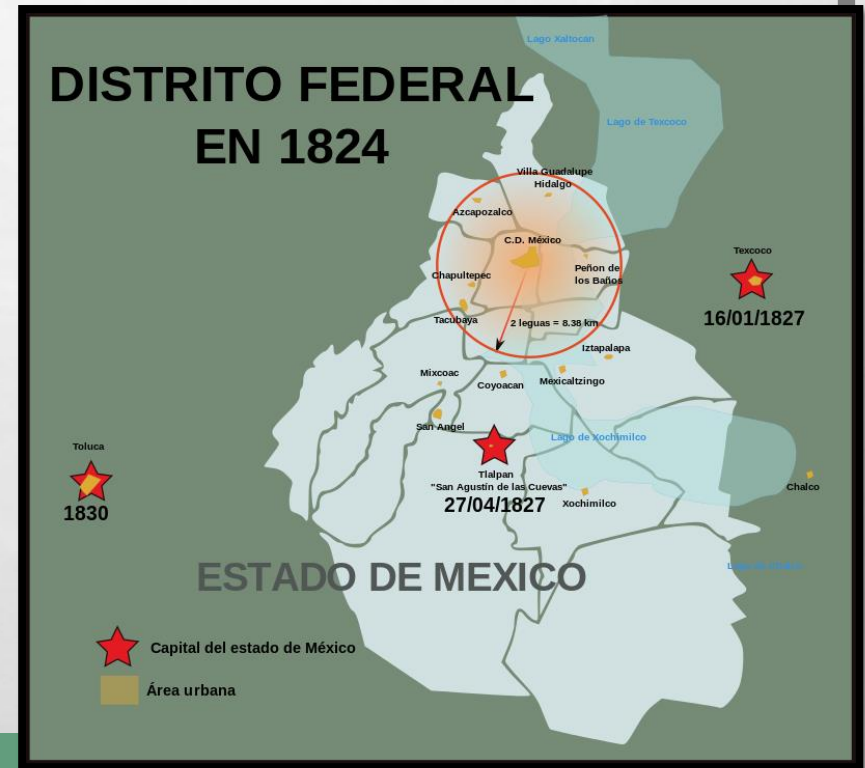 DISTRITO FEDERAL
EN 1824
Lago Xaltocan
Lago de Texcoco
Villa Guadalupe
Hidalgo
Azcapozalco
C.D. México
Texcoco
Peñon de
los Baños
Chapultepec
16/01/1827
Tacubaya
2 leguas = 8.38 km
Iztapalapa
Mixcoac
Coyoacan
Mexicaltzingo
San Angel
Lago de Xochimilco
Toluca
1830
Tlalpan
"San Agustín de las Cuevas"
27/04/1827
Xochimilco
Chalco
ESTADO DE MEXICO
Capital del estado de México
Área urbana